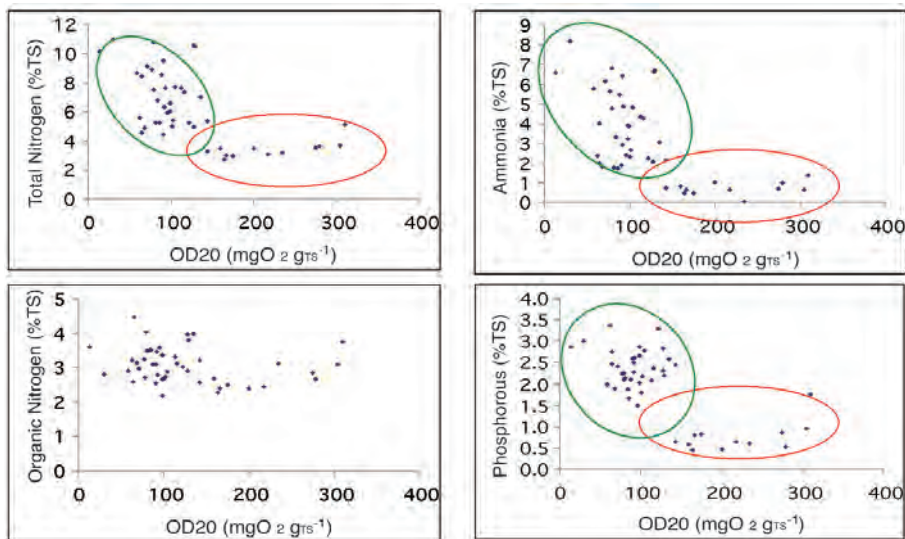 Total Nitrogen (%TS)
12
10
8
6
4
2
0
0 100 200 300 400
OD20 (mgO 2 gTS-1)
Ammonia (%TS)
9
8
7
6
5
4
3
2
1
0
0 100 200 300 400
OD20 (mgO 2 gTS-1)
Organic Nitrogen (%TS)
5
4
3
2
1
0
0 100 200 300 400
OD20 (mgO 2 gTS-1)
Phosphorous (%TS)
4.0
3.5
3.0
2.5
2.0
1.5
1.0
0.5
0.0
0 100 200 300 400
OD20 (mgO 2 gTS-1)